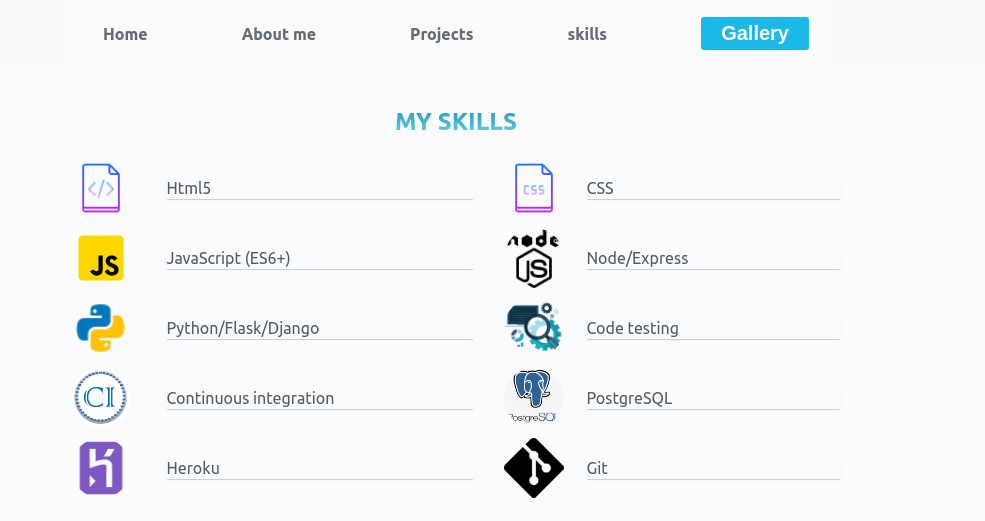 Home About me Projects skills Gallery
MY SKILLS
Html5
CSS
CSS
JS
JavaScript (ES6+)
node
JS
Node/Express
Python/Flask/Django
Code testing
CI
Continuous integration
PostgreSQL
PostgreSQL
Heroku
Git